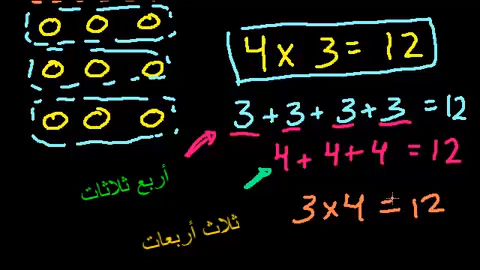 4 x 3 = 12
3 + 3 + 3 + 3 = 12
4 + 4 + 4 = 12
أربع ثلاثات
3 x 4 = 12
ثلاث أربعات